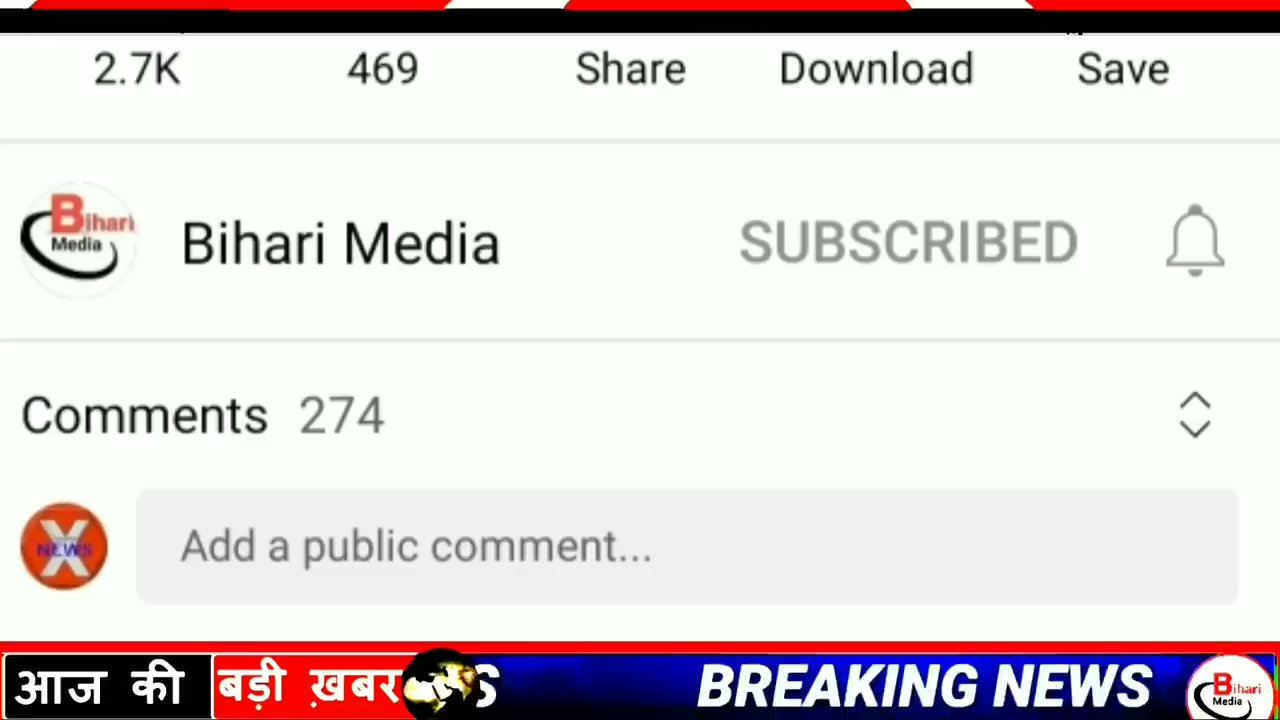 2.7K 469 Share Download Save
Bihari Media
Bihari Media SUBSCRIBED
Comments 274
X NEWS
Add a public comment...
आज की बड़ी ख़बर S BREAKING NEWS
Bihari Media